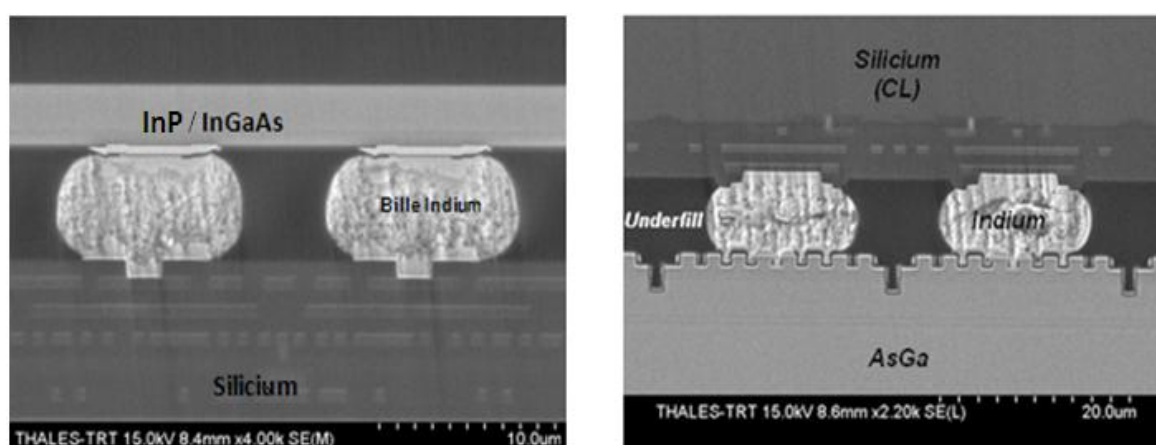 InP / InGaAs
Bille Indium
Silicium
THALES-TRT 15.0kV 8.4mm x4.00k SE(M)
10.0um
Silicium
(CL)
Underfill
Indium
AsGa
THALES-TRT 15.0kV 8.6mm x2.20k SE(L)
20.0um